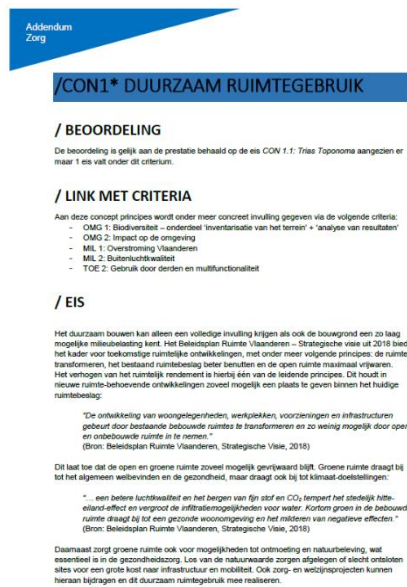 Addendum
Zorg
/CON1* DUURZAAM RUIMTEGEBRUIK
/ BEOORDELING
De beoordeling is gelijk aan de prestatie behaald op de eis CON 1.1: Trias Toponoma aangezien er
maar 1 eis valt onder dit criterium.
/ LINK MET CRITERIA
Aan deze concept principes wordt onder meer concreet invulling gegeven via de volgende criteria:
- OMG 1: Biodiversiteit – onderdeel 'inventarisatie van het terrein' + 'analyse van resultaten'
- OMG 2: Impact op de omgeving
- MIL 1: Overstroming Vlaanderen
- MIL 2: Buitenluchtkwaliteit
- TOE 2: Gebruik door derden en multifunctionaliteit
/ EIS
Het duurzaam bouwen kan alleen een volledige invulling krijgen als ook de bouwgrond een zo laag
mogelijke milieubelasting kent. Het Beleidsplan Ruimte Vlaanderen – Strategische visie uit 2018 bied
het kader voor toekomstige ruimtelijke ontwikkelingen, met onder meer volgende principes: de ruimte
transformeren, het bestaand ruimtebeslag beter benutten en de open ruimte maximaal vrijwaren.
Het verhogen van het ruimtelijk rendement is hierbij één van de leidende principes. Dit houdt in
nieuwe ruimte-behoevende ontwikkelingen zoveel mogelijk een plaats te geven binnen het huidige
ruimtebeslag:
"De ontwikkeling van woongelegenheden, werkplekken, voorzieningen en infrastructuren
gebeurt door bestaande bebouwde ruimtes te transformeren en zo weinig mogelijk door open
en onbebouwde ruimte in te nemen."
(Bron: Beleidsplan Ruimte Vlaanderen, Strategische Visie, 2018)
Dit laat toe dat de open en groene ruimte zoveel mogelijk gevrijwaard blijft. Groene ruimte draagt bij
tot het algemeen welbevinden en de gezondheid, maar draagt ook bij tot klimaat-doelstellingen:
"… een betere luchtkwaliteit en het bergen van fijn stof en CO₂ tempert het stedelijk hitte-
eiland-effect en vergroot de infiltratiemogelijkheden voor water. Kortom groen in de bebouwd
ruimte draagt bij tot een gezonde woonomgeving en het milderen van negatieve effecten."
(Bron: Beleidsplan Ruimte Vlaanderen, Strategische Visie, 2018)
Daarnaast zorgt groene ruimte ook voor mogelijkheden tot ontmoeting en natuurbeleving, wat
essentieel is in de gezondheidszorg. Los van de natuurwaarde zorgen afgelegen of slecht ontsloten
sites voor een grote kost naar infrastructuur en mobiliteit. Ook zorg- en welzijnsprojecten kunnen
hieraan bijdragen en dit duurzaam ruimtegebruik mee realiseren.